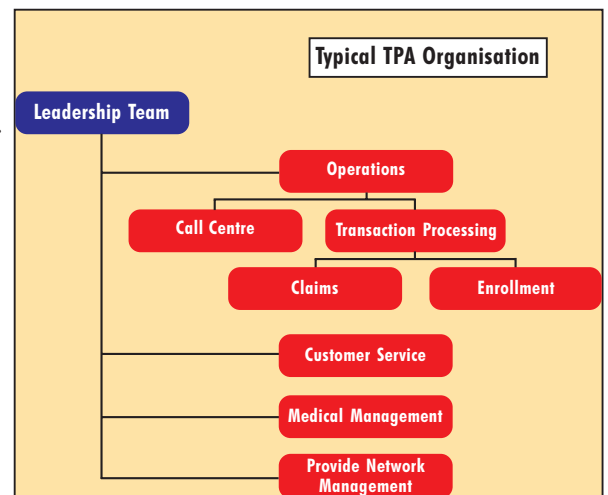 Typical TPA Organisation
Leadership Team
Operations
Call Centre
Transaction Processing
Claims
Enrollment
Customer Service
Medical Management
Provide Network
Management